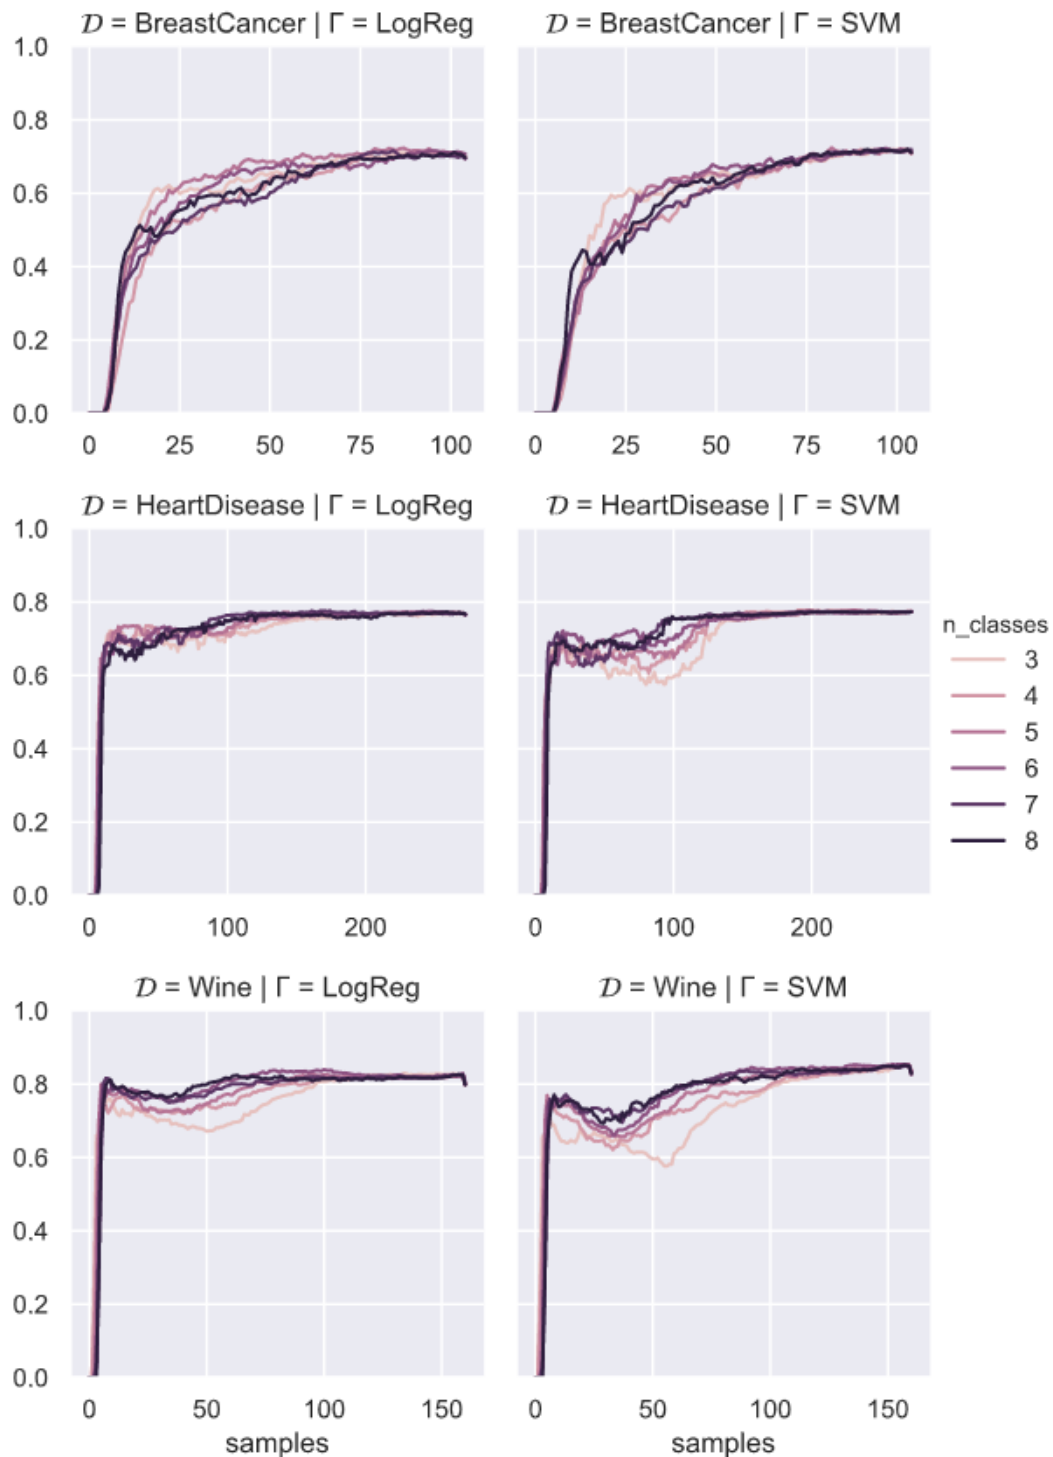 𝒟 = BreastCancer | Γ = LogReg
𝒟 = BreastCancer | Γ = SVM
1.0
0.8
0.6
0.4
0.2
0.0
0 25 50 75 100
0 25 50 75 100
𝒟 = HeartDisease | Γ = LogReg
𝒟 = HeartDisease | Γ = SVM
1.0
0.8
0.6
0.4
0.2
0.0
0 100 200
0 100 200
n_classes
3
4
5
6
7
8
𝒟 = Wine | Γ = LogReg
𝒟 = Wine | Γ = SVM
1.0
0.8
0.6
0.4
0.2
0.0
0 50 100 150
0 50 100 150
samples
samples